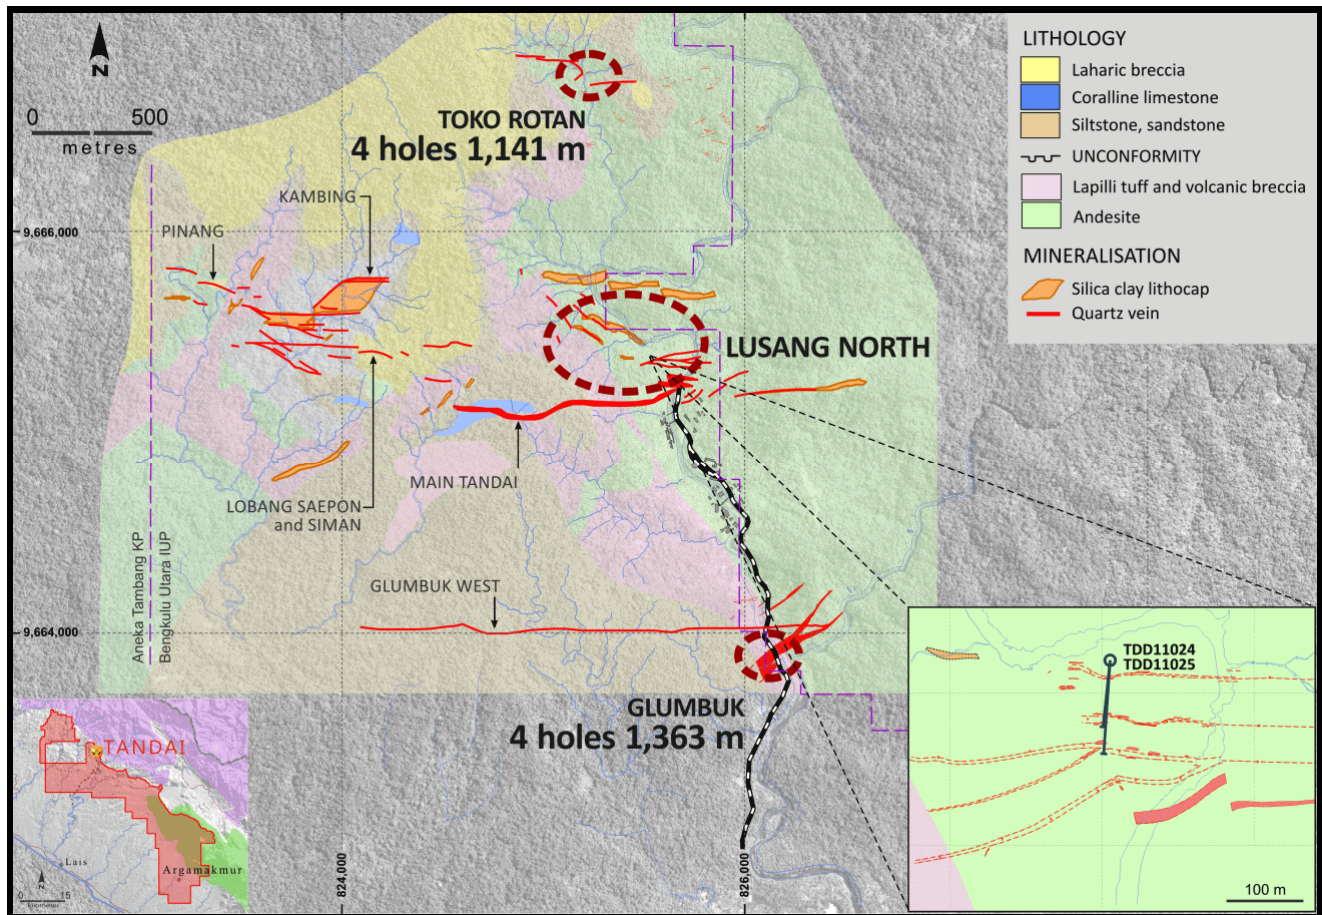 N
0 500
metres
TOKO ROTAN
4 holes 1,141 m
KAMBING
PINANG
9,666,000
LUSANG NORTH
MAIN TANDAI
LOBANG SAEPON
and SIMAN
GLUMBUK WEST
Aneka Tambang KP
Bengkulu Utara IUP
9,664,000
GLUMBUK
4 holes 1,363 m
824,000
826,000
LITHOLOGY
Laharic breccia
Coralline limestone
Siltstone, sandstone
UNCONFORMITY
Lapilli tuff and volcanic breccia
Andesite
MINERALISATION
Silica clay lithocap
Quartz vein
TANDAI
Lais
Argamakmur
N
0 15
kilometer
TDD11024
TDD11025
100 m